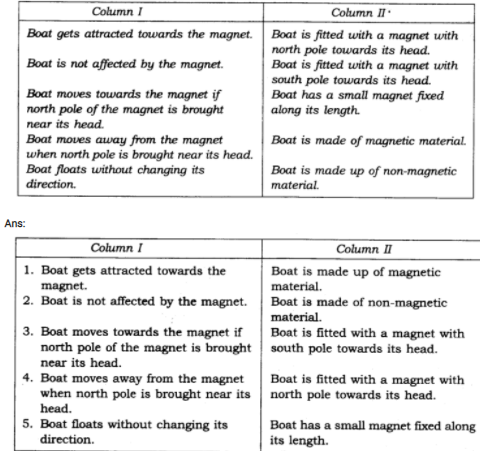 Column I
Column II
Boat gets attracted towards the magnet.
Boat is fitted with a magnet with
north pole towards its head.
Boat is not affected by the magnet.
Boat is fitted with a magnet with
south pole towards its head.
Boat moves towards the magnet if
north pole of the magnet is brought
near its head.
Boat has a small magnet fixed
along its length.
Boat moves away from the magnet
when north pole is brought near its head.
Boat is made of magnetic material.
Boat floats without changing its
direction.
Boat is made up of non-magnetic
material.
Ans:
Column I
Column II
1. Boat gets attracted towards the
magnet.
Boat is made up of magnetic
material.
2. Boat is not affected by the magnet.
Boat is made of non-magnetic
material.
3. Boat moves towards the magnet if
north pole of the magnet is brought
near its head.
Boat is fitted with a magnet with
south pole towards its head.
4. Boat moves away from the magnet
when north pole is brought near its
head.
Boat is fitted with a magnet with
north pole towards its head.
5. Boat floats without changing its
direction.
Boat has a small magnet fixed along
its length.